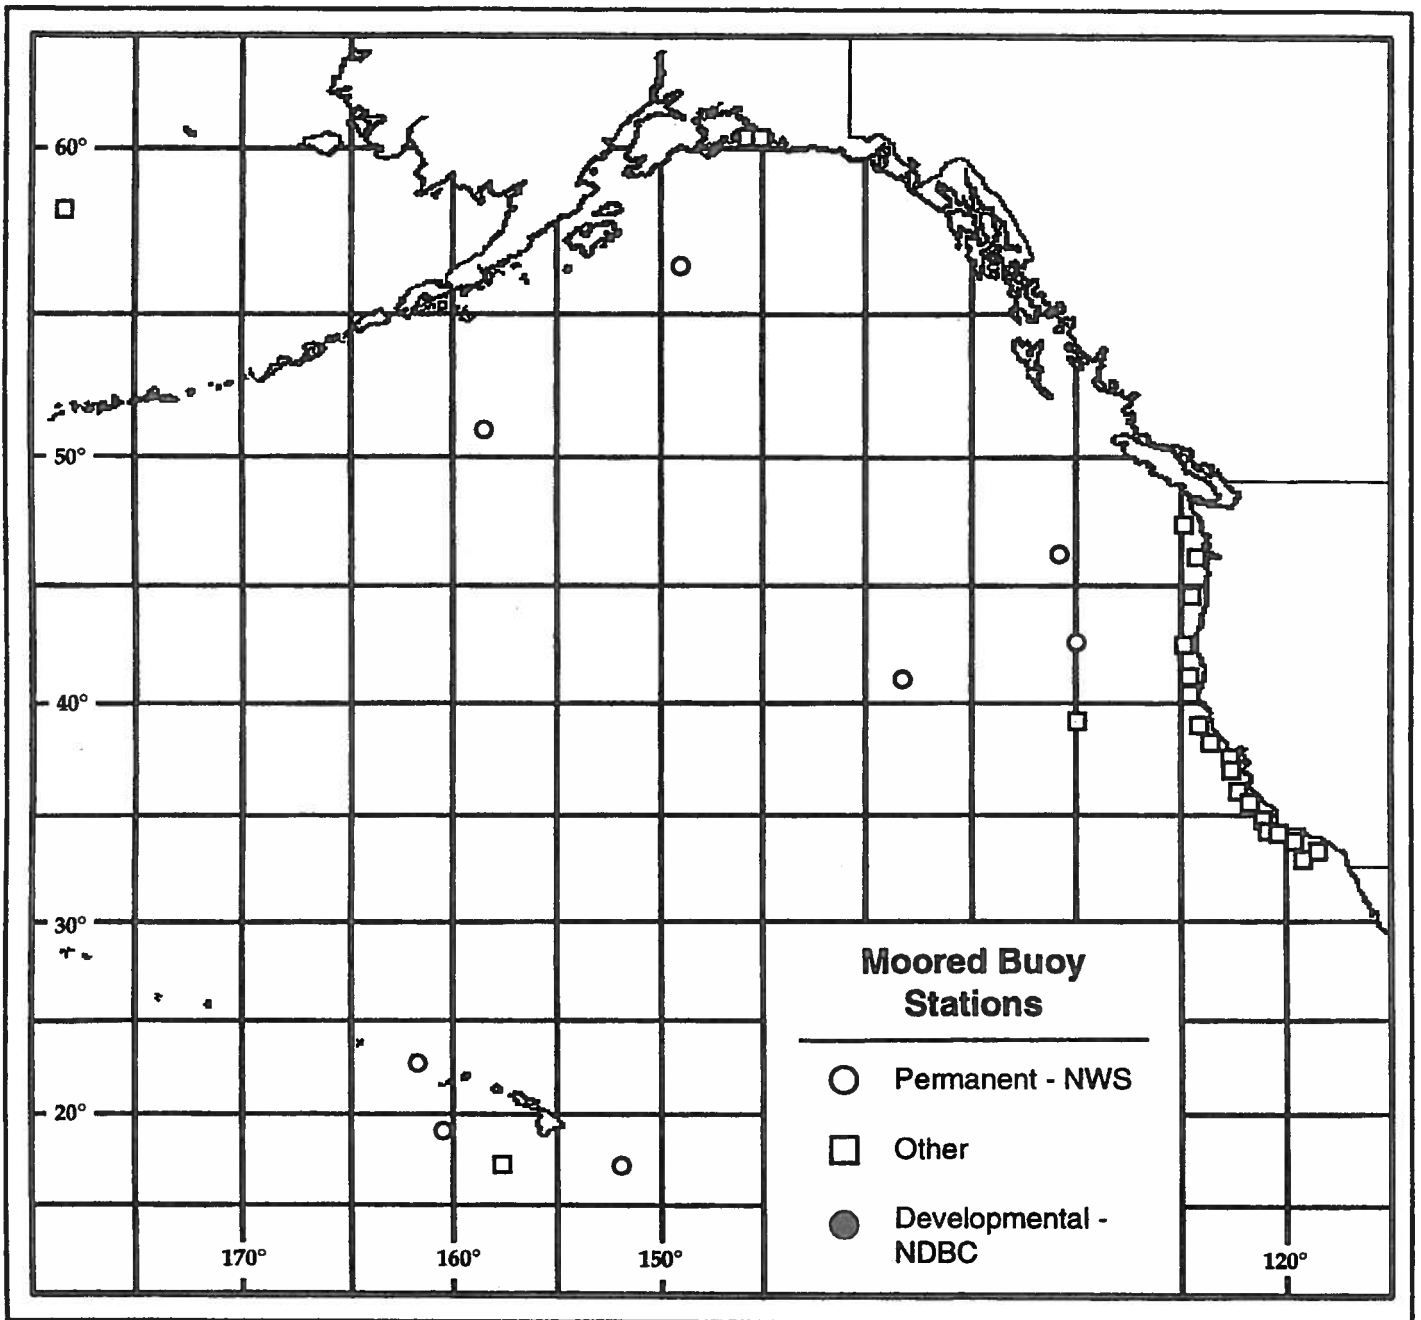 60°
50°
40°
30°
20°
Moored Buoy
Stations
Permanent - NWS
Other
Developmental -
NDBC
170°
160°
150°
120°